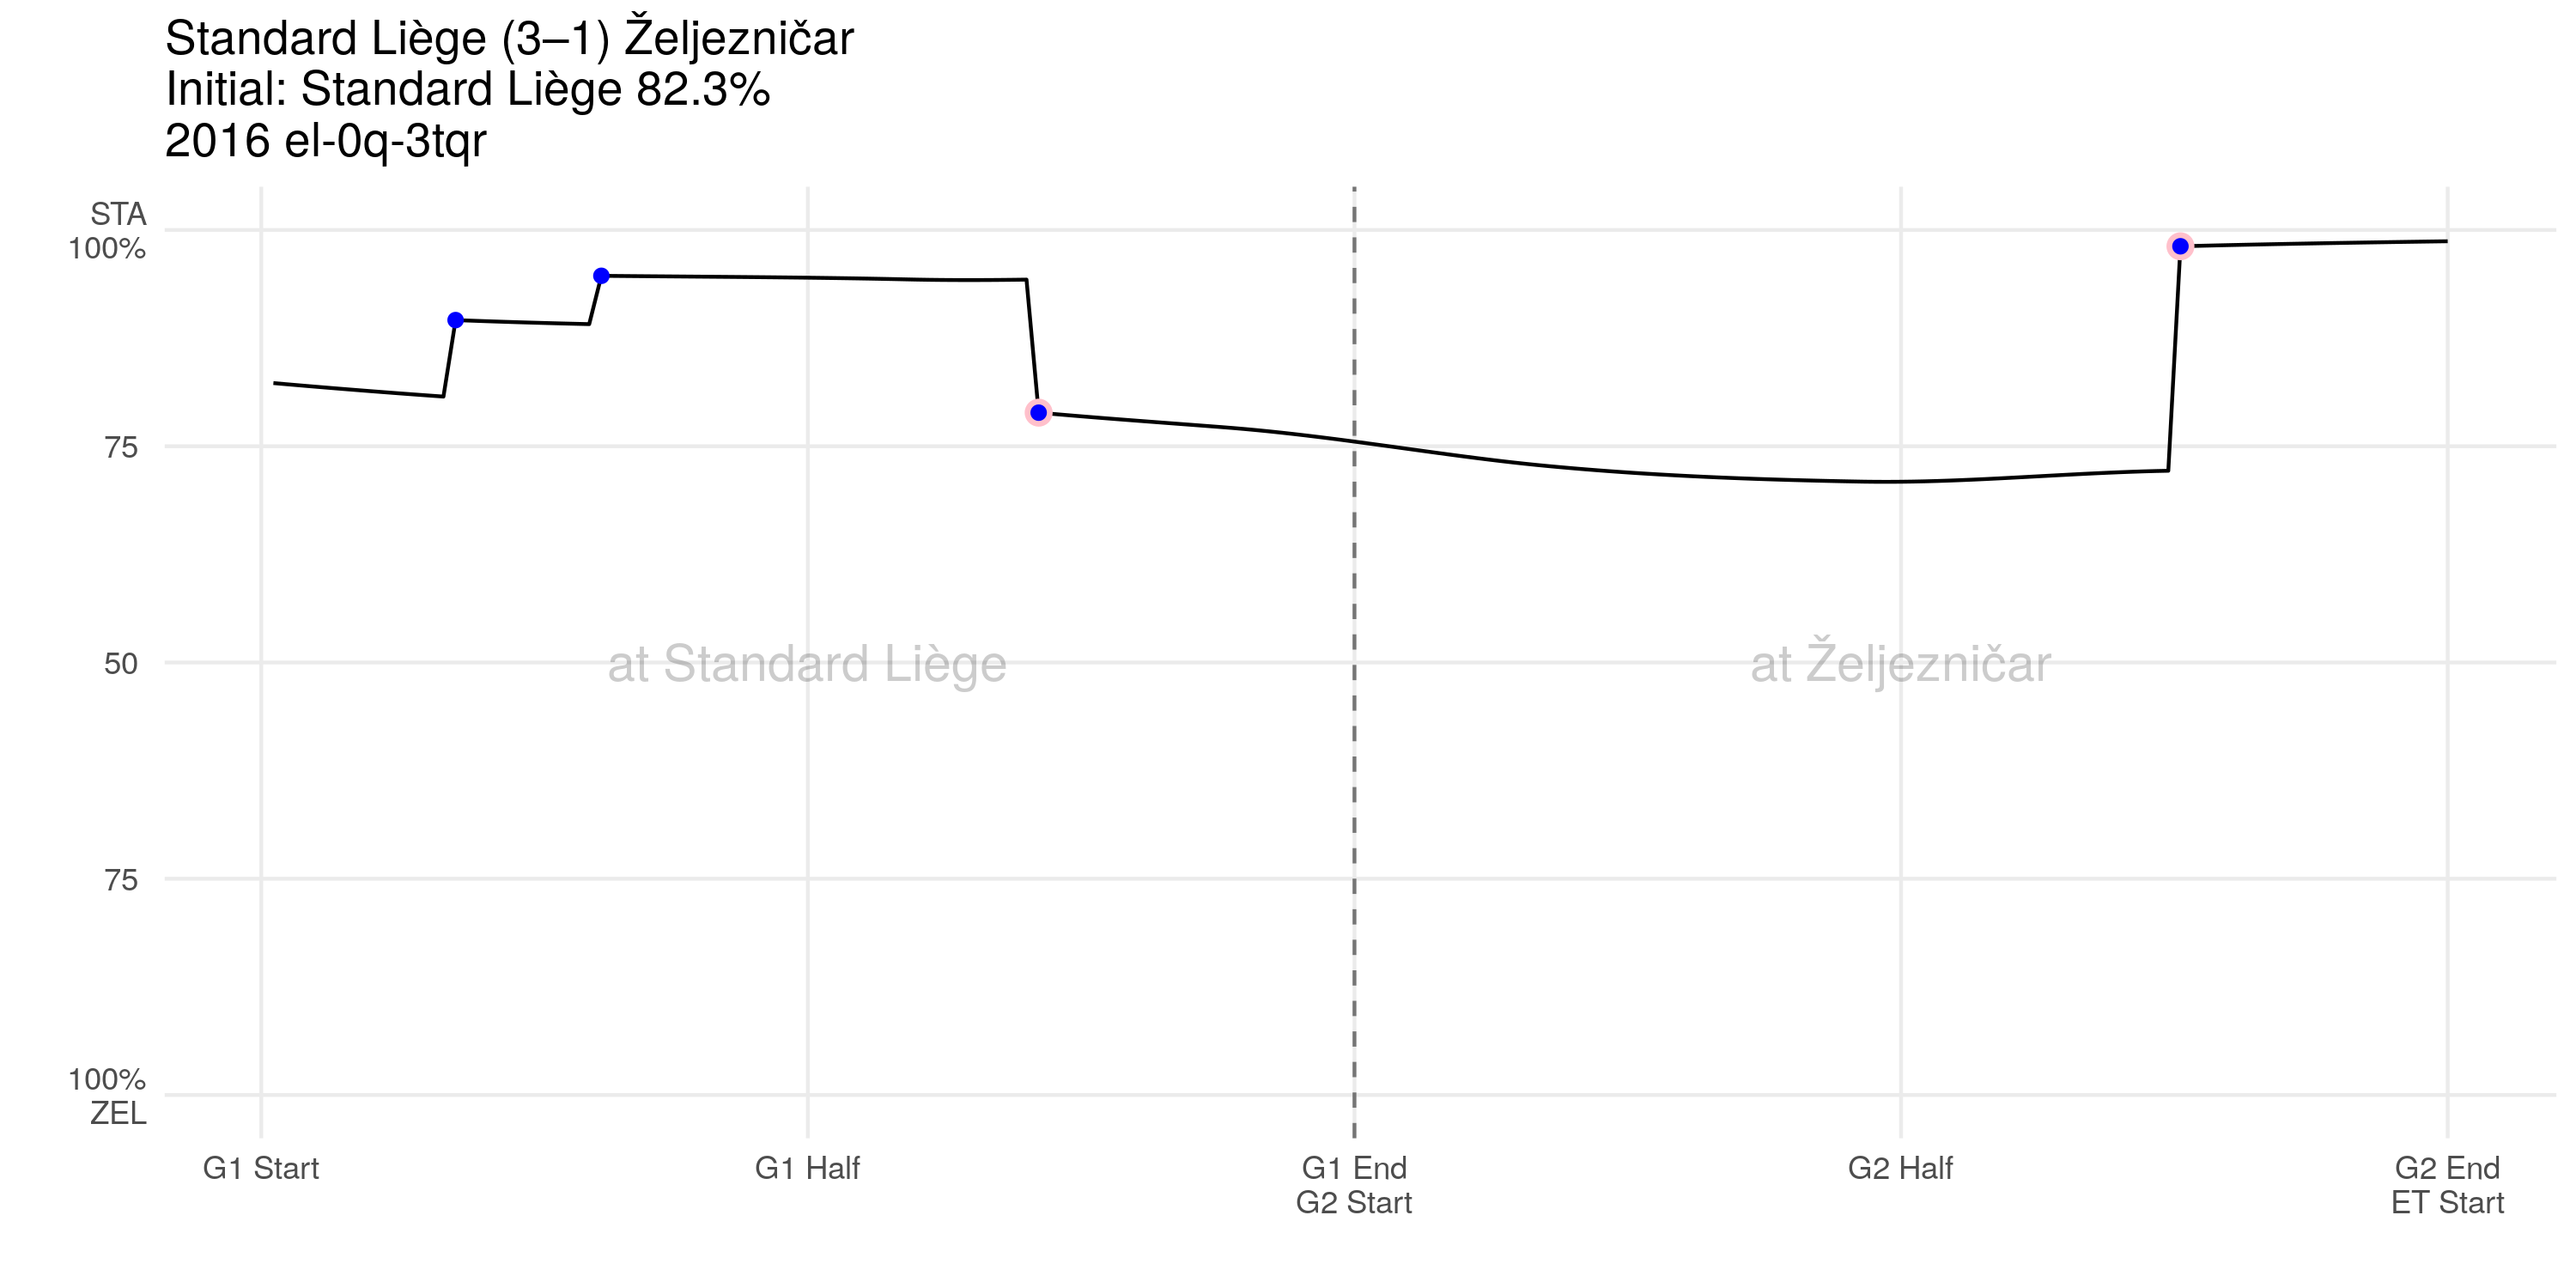 Standard Liège (3–1) Željezničar
Initial: Standard Liège 82.3%
2016 el-0q-3tqr
STA
100%
75
50
75
100%
ZEL
at Standard Liège
at Željezničar
G1 Start
G1 Half
G1 End
G2 Start
G2 Half
G2 End
ET Start